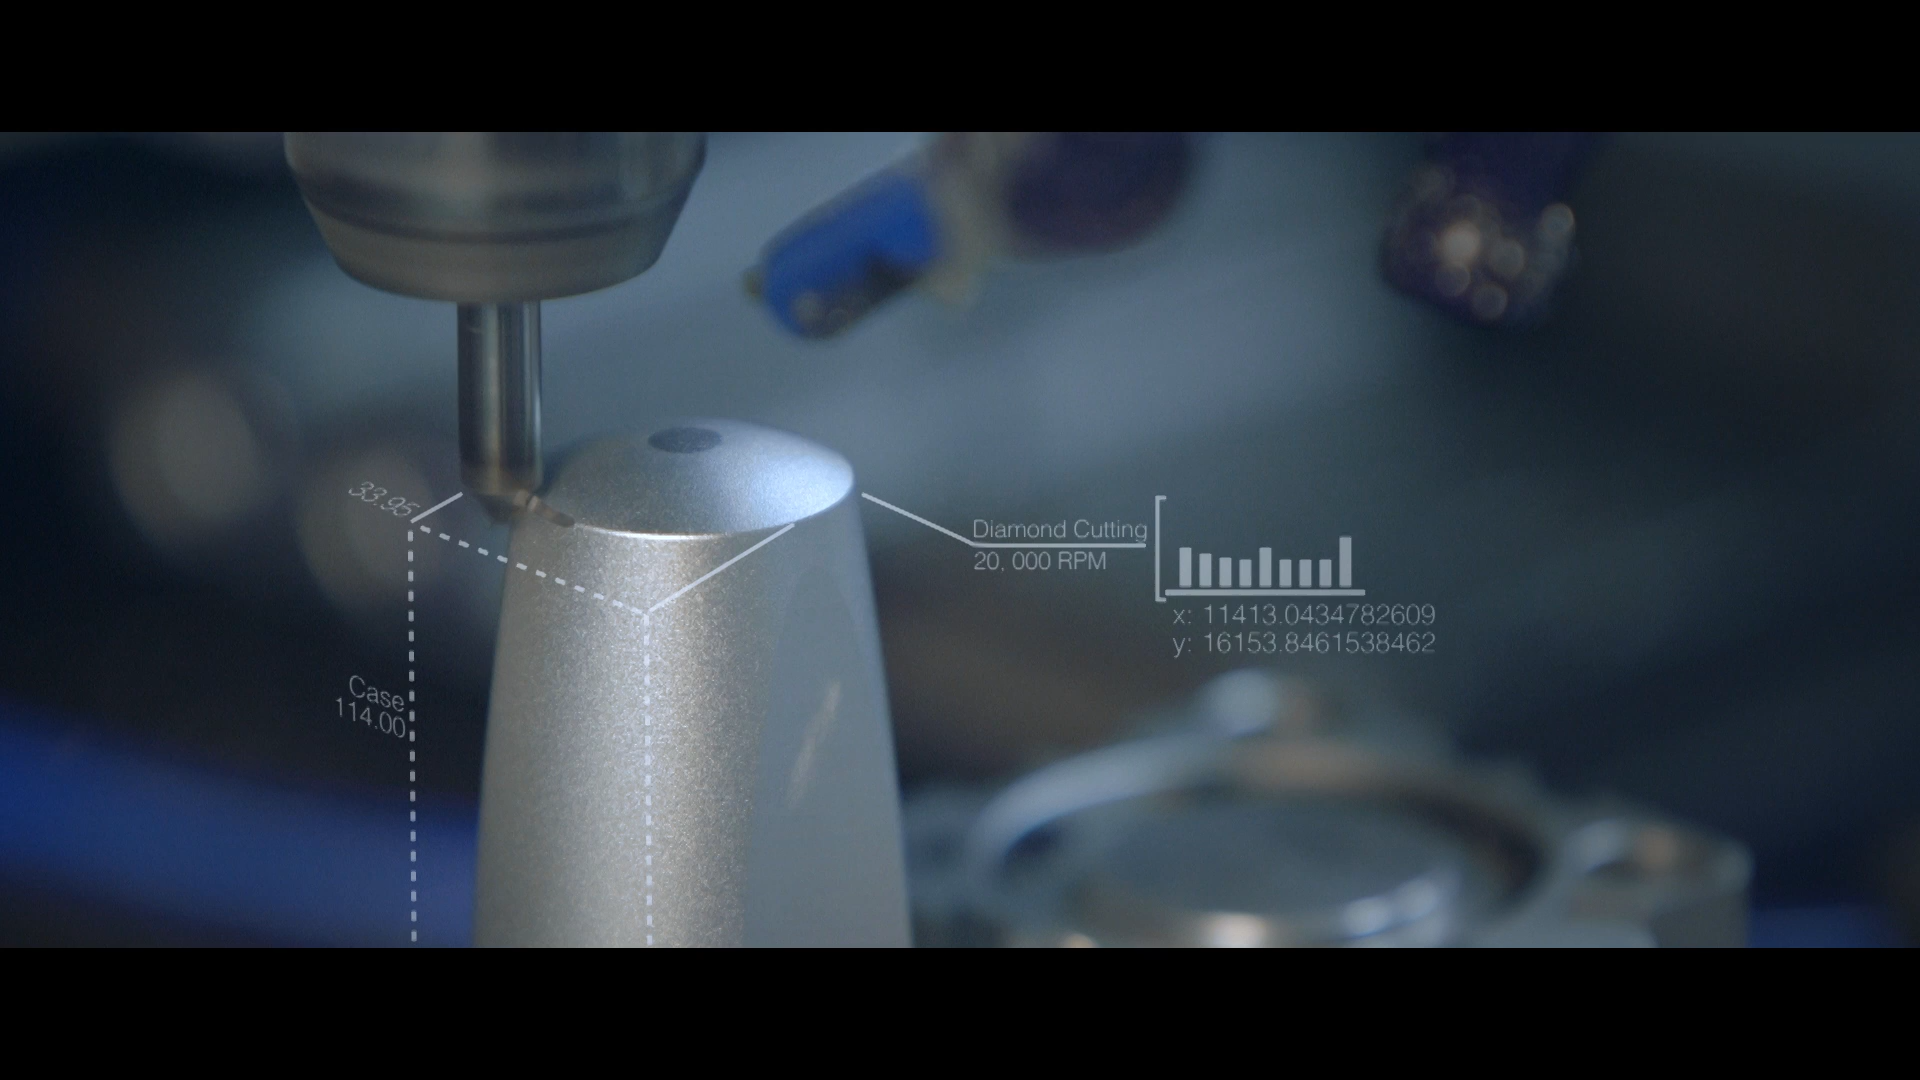 33.95
Diamond Cutting
20, 000 RPM
x: 11413.0434782609
y: 16153.8461538462
Case
114.00